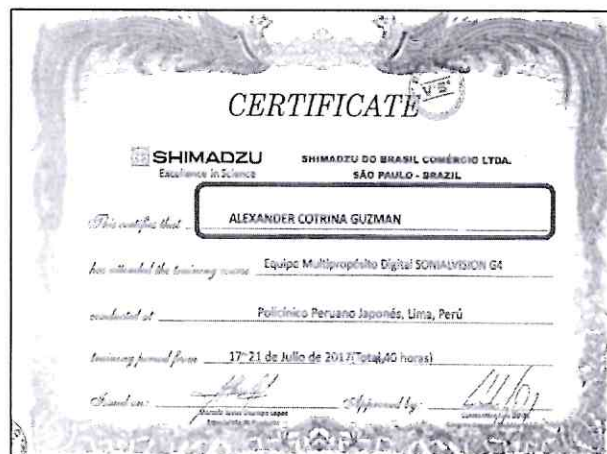 CERTIFICATE
SHIMADZU
Excellence in Science
SHIMADZU DO BRASIL COMÉRCIO LTDA.
SÃO PAULO - BRAZIL
This certifies that ALEXANDER COTRINA GUZMAN
has attended the training course Equipo Multipropósito Digital SONIALVISION G4
conducted at Policínico Peruano Japonés, Lima, Perú
training period from 17~21 de Julio de 2017(Total,40 horas)
Issued on: Approved by: